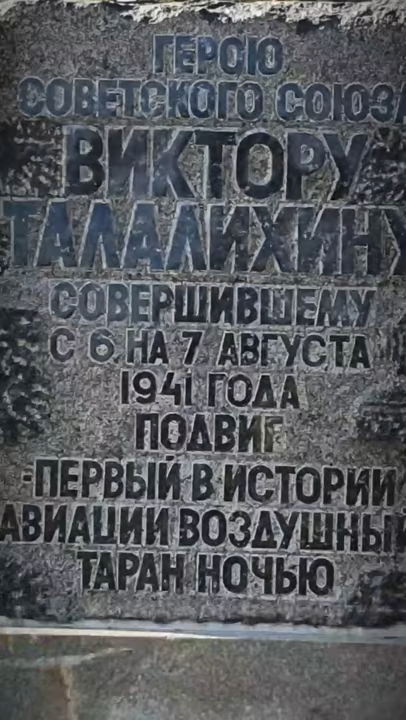 ГЕРОЮ
СОВЕТСКОГО СОЮЗА
ВИКТОРУ
ТАЛАЛИХИНУ
СОВЕРШИВШЕМУ
С 6 НА 7 АВГУСТА
1941 ГОДА
ПОДВИГ
-ПЕРВЫЙ В ИСТОРИИ
АВИАЦИИ ВОЗДУШНЫЙ
ТАРАН НОЧЬЮ